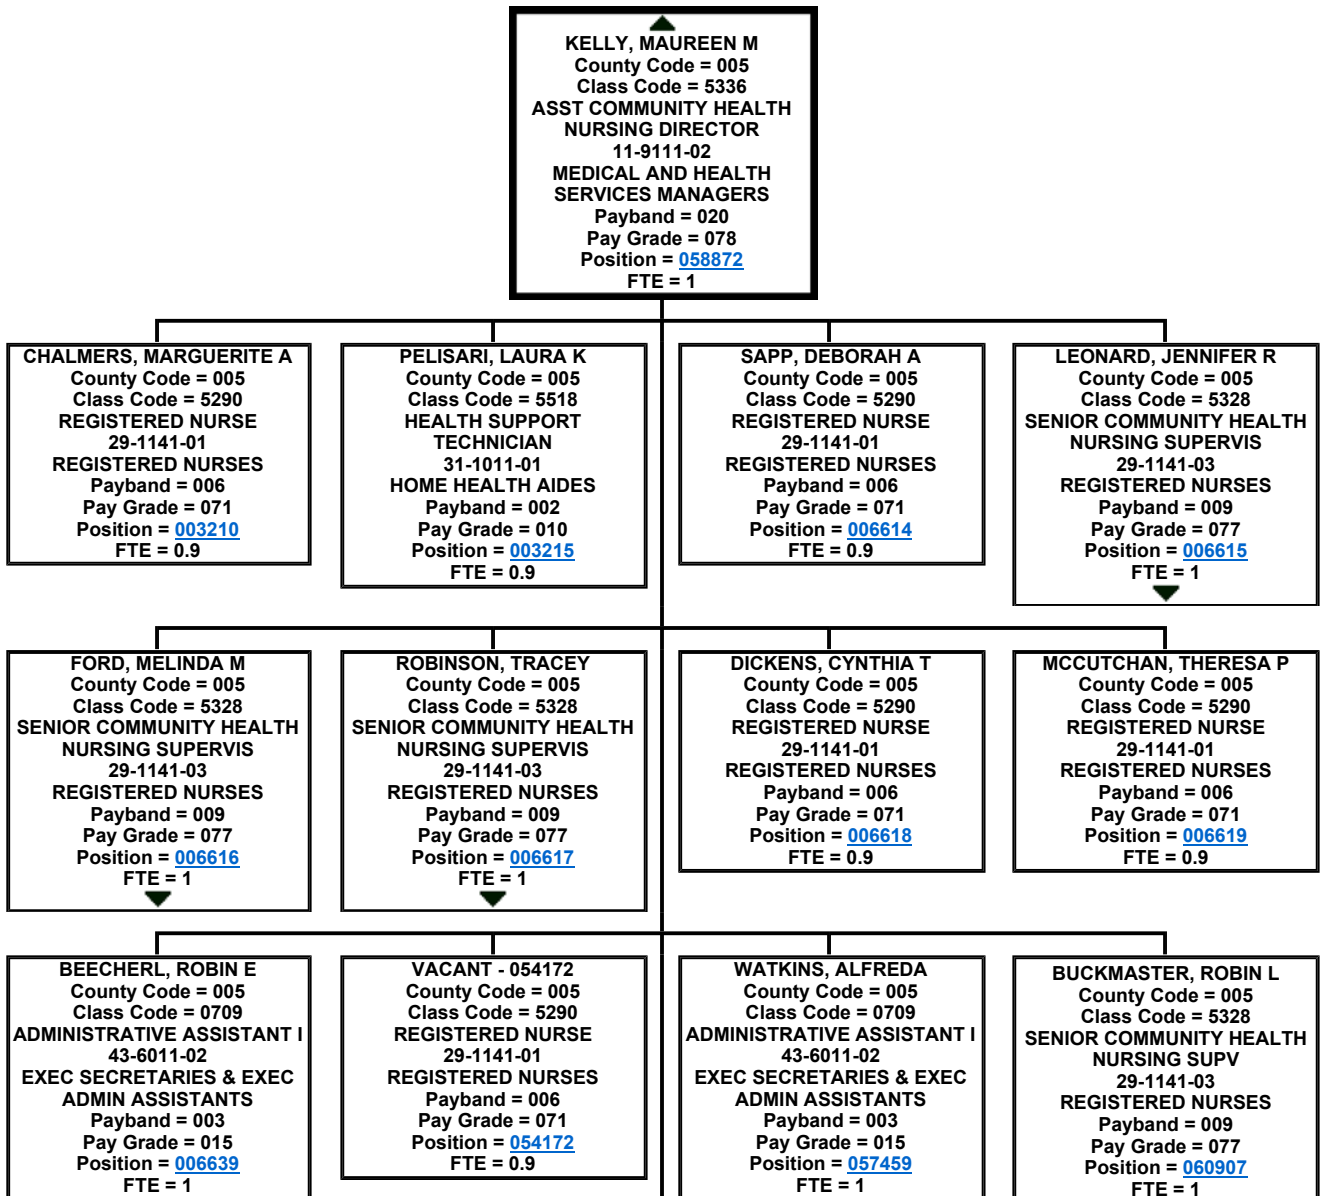 KELLY, MAUREEN M
County Code = 005
Class Code = 5336
ASST COMMUNITY HEALTH
NURSING DIRECTOR
11-9111-02
MEDICAL AND HEALTH
SERVICES MANAGERS
Payband = 020
Pay Grade = 078
Position = 058872
FTE = 1
CHALMERS, MARGUERITE A
County Code = 005
Class Code = 5290
REGISTERED NURSE
29-1141-01
REGISTERED NURSES
Payband = 006
Pay Grade = 071
Position = 003210
FTE = 0.9
PELISARI, LAURA K
County Code = 005
Class Code = 5518
HEALTH SUPPORT
TECHNICIAN
31-1011-01
HOME HEALTH AIDES
Payband = 002
Pay Grade = 010
Position = 003215
FTE = 0.9
SAPP, DEBORAH A
County Code = 005
Class Code = 5290
REGISTERED NURSE
29-1141-01
REGISTERED NURSES
Payband = 006
Pay Grade = 071
Position = 006614
FTE = 0.9
LEONARD, JENNIFER R
County Code = 005
Class Code = 5328
SENIOR COMMUNITY HEALTH
NURSING SUPERVIS
29-1141-03
REGISTERED NURSES
Payband = 009
Pay Grade = 077
Position = 006615
FTE = 1
FORD, MELINDA M
County Code = 005
Class Code = 5328
SENIOR COMMUNITY HEALTH
NURSING SUPERVIS
29-1141-03
REGISTERED NURSES
Payband = 009
Pay Grade = 077
Position = 006616
FTE = 1
ROBINSON, TRACEY
County Code = 005
Class Code = 5328
SENIOR COMMUNITY HEALTH
NURSING SUPERVIS
29-1141-03
REGISTERED NURSES
Payband = 009
Pay Grade = 077
Position = 006617
FTE = 1
DICKENS, CYNTHIA T
County Code = 005
Class Code = 5290
REGISTERED NURSE
29-1141-01
REGISTERED NURSES
Payband = 006
Pay Grade = 071
Position = 006618
FTE = 0.9
MCCUTCHAN, THERESA P
County Code = 005
Class Code = 5290
REGISTERED NURSE
29-1141-01
REGISTERED NURSES
Payband = 006
Pay Grade = 071
Position = 006619
FTE = 0.9
BEECHERL, ROBIN E
County Code = 005
Class Code = 0709
ADMINISTRATIVE ASSISTANT I
43-6011-02
EXEC SECRETARIES & EXEC
ADMIN ASSISTANTS
Payband = 003
Pay Grade = 015
Position = 006639
FTE = 1
VACANT - 054172
County Code = 005
Class Code = 5290
REGISTERED NURSE
29-1141-01
REGISTERED NURSES
Payband = 006
Pay Grade = 071
Position = 054172
FTE = 0.9
WATKINS, ALFREDA
County Code = 005
Class Code = 0709
ADMINISTRATIVE ASSISTANT I
43-6011-02
EXEC SECRETARIES & EXEC
ADMIN ASSISTANTS
Payband = 003
Pay Grade = 015
Position = 057459
FTE = 1
BUCKMASTER, ROBIN L
County Code = 005
Class Code = 5328
SENIOR COMMUNITY HEALTH
NURSING SUPV
29-1141-03
REGISTERED NURSES
Payband = 009
Pay Grade = 077
Position = 060907
FTE = 1